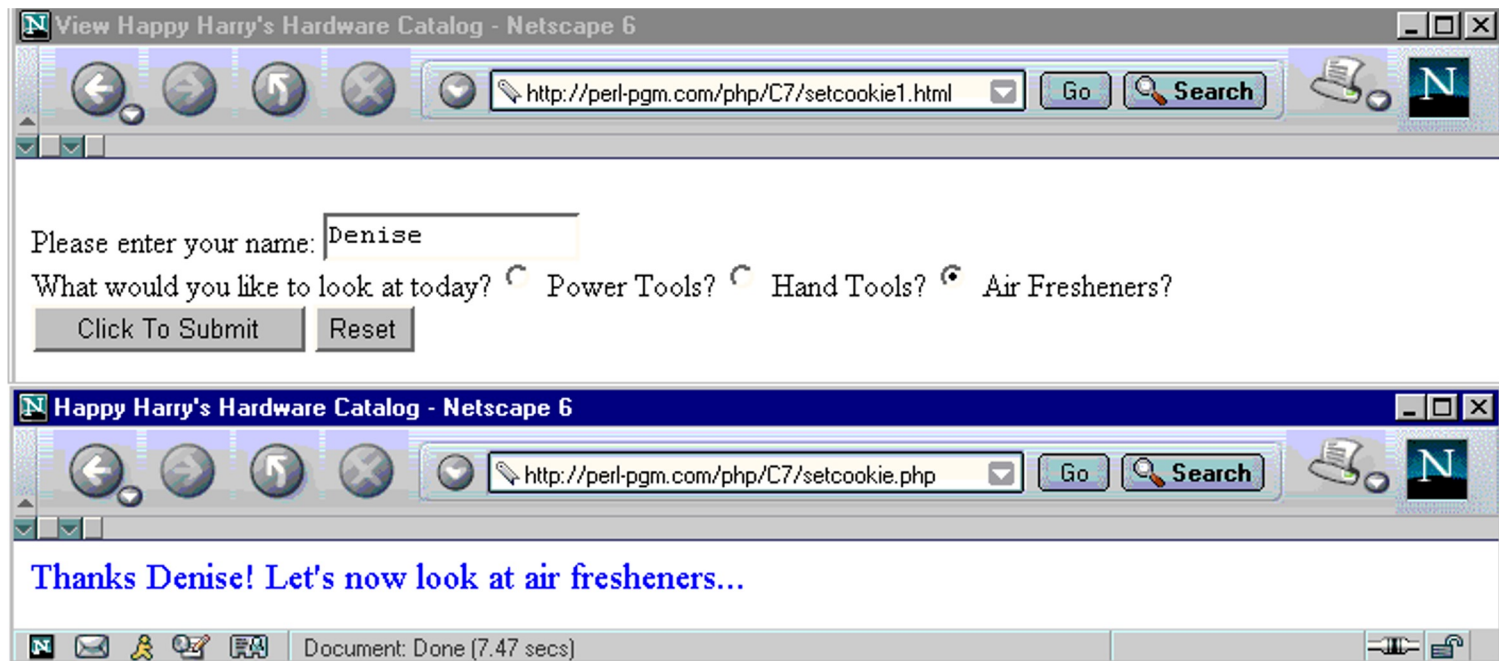 View Happy Harry's Hardware Catalog - Netscape 6
http://perl-pgm.com/php/C7/setcookie1.html Go Search N
Please enter your name: Denise
What would you like to look at today? Power Tools? Hand Tools? Air Fresheners?
Click To Submit Reset
Happy Harry's Hardware Catalog - Netscape 6
http://perl-pgm.com/php/C7/setcookie.php Go Search N
Thanks Denise! Let's now look at air fresheners...
Document: Done (7.47 secs)